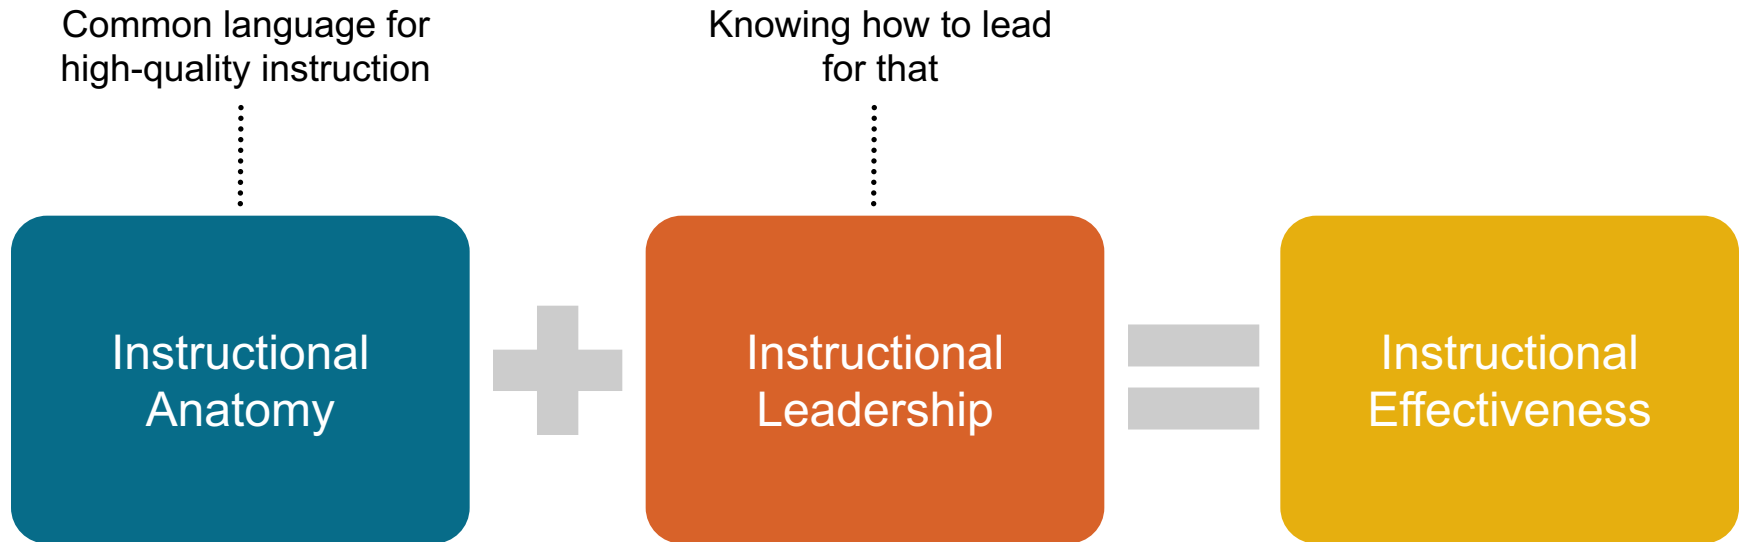 Common language for
high-quality instruction
Knowing how to lead
for that
Instructional
Anatomy
Instructional
Leadership
Instructional
Effectiveness